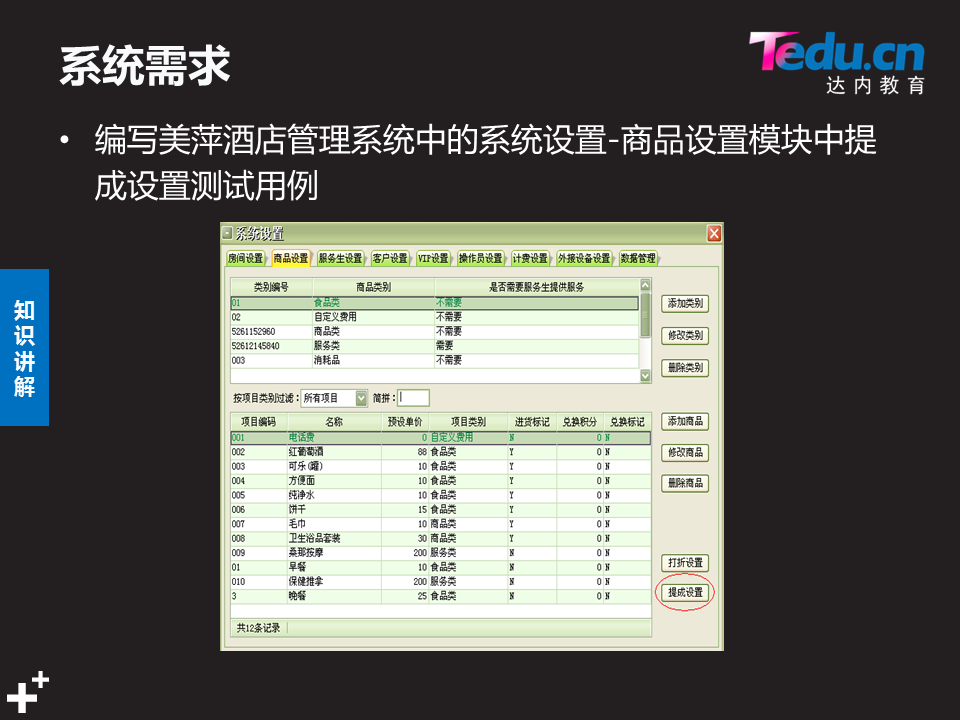 系统需求
Tedu.cn
达内教育
• 编写美萍酒店管理系统中的系统设置-商品设置模块中提
成设置测试用例
知识讲解
系统设置
房间设置 商品设置 服务生设置 客户设置 VIP设置 操作员设置 计费设置 外接设备设置 数据管理
类别编号 商品类别 是否需要服务生提供服务
01 食品类 不需要
02 自定义费用 不需要
5261152960 商品类 不需要
52612145840 服务类 需要
003 消耗品 不需要
添加类别
修改类别
删除类别
按项目类别过滤: 所有项目 简拼:
项目编码 名称 预设单价 项目类别 进货标记 兑换积分 兑换标记
001 电话费 0 自定义费用 N 0 N
002 红葡萄酒 88 食品类 Y 0 N
003 可乐(罐) 10 食品类 Y 0 N
004 方便面 10 食品类 Y 0 N
005 纯净水 10 食品类 Y 0 N
006 饼干 15 食品类 Y 0 N
007 毛巾 10 商品类 Y 0 N
008 卫生浴品套装 30 商品类 Y 0 N
009 桑那按摩 200 服务类 N 0 N
01 早餐 10 食品类 N 0 N
010 保健推拿 200 服务类 N 0 N
3 晚餐 25 食品类 N 0 N
共12条记录
添加商品
修改商品
删除商品
打折设置
提成设置